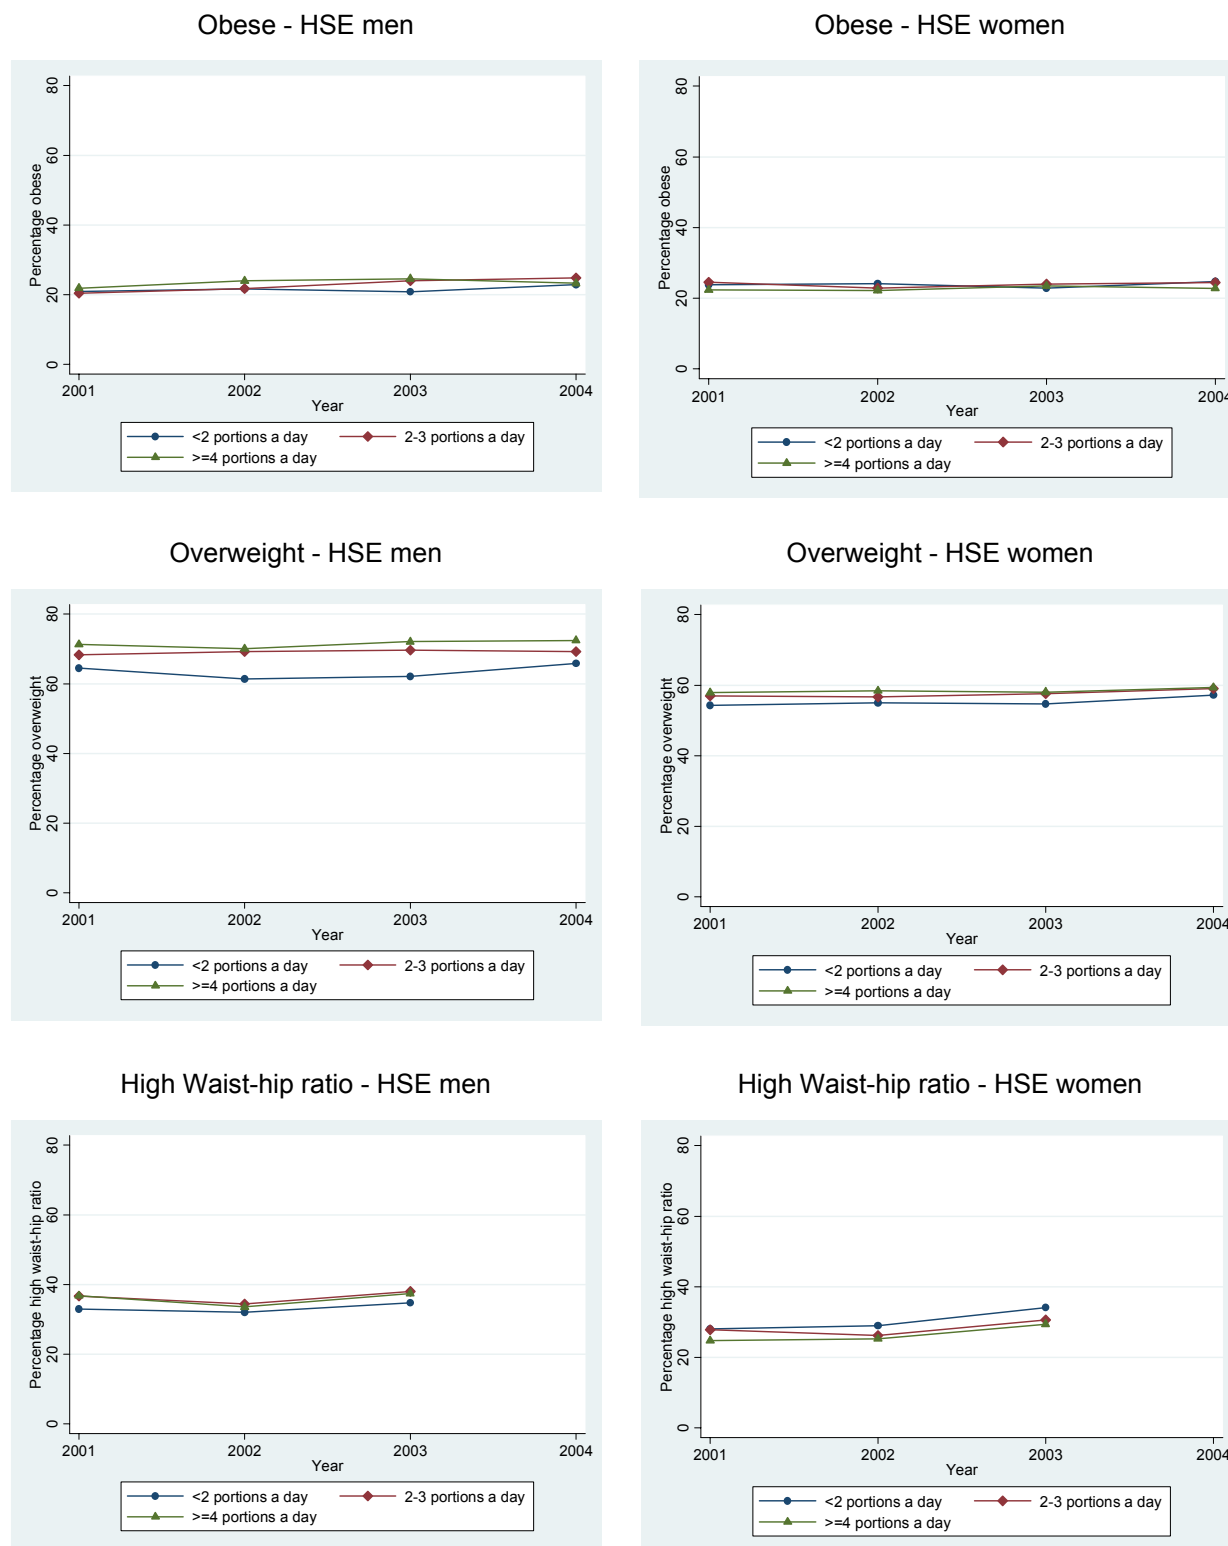 Obese - HSE men
Percentage obese
80
60
40
20
0
2001 2002 2003 2004
Year
<2 portions a day 2-3 portions a day
>=4 portions a day
Obese - HSE women
Percentage obese
80
60
40
20
0
2001 2002 2003 2004
Year
<2 portions a day 2-3 portions a day
>=4 portions a day
Overweight - HSE men
Percentage overweight
80
60
40
20
0
2001 2002 2003 2004
Year
<2 portions a day 2-3 portions a day
>=4 portions a day
Overweight - HSE women
Percentage overweight
80
60
40
20
0
2001 2002 2003 2004
Year
<2 portions a day 2-3 portions a day
>=4 portions a day
High Waist-hip ratio - HSE men
Percentage high waist-hip ratio
80
60
40
20
0
2001 2002 2003 2004
Year
<2 portions a day 2-3 portions a day
>=4 portions a day
High Waist-hip ratio - HSE women
Percentage high waist-hip ratio
80
60
40
20
0
2001 2002 2003 2004
Year
<2 portions a day 2-3 portions a day
>=4 portions a day